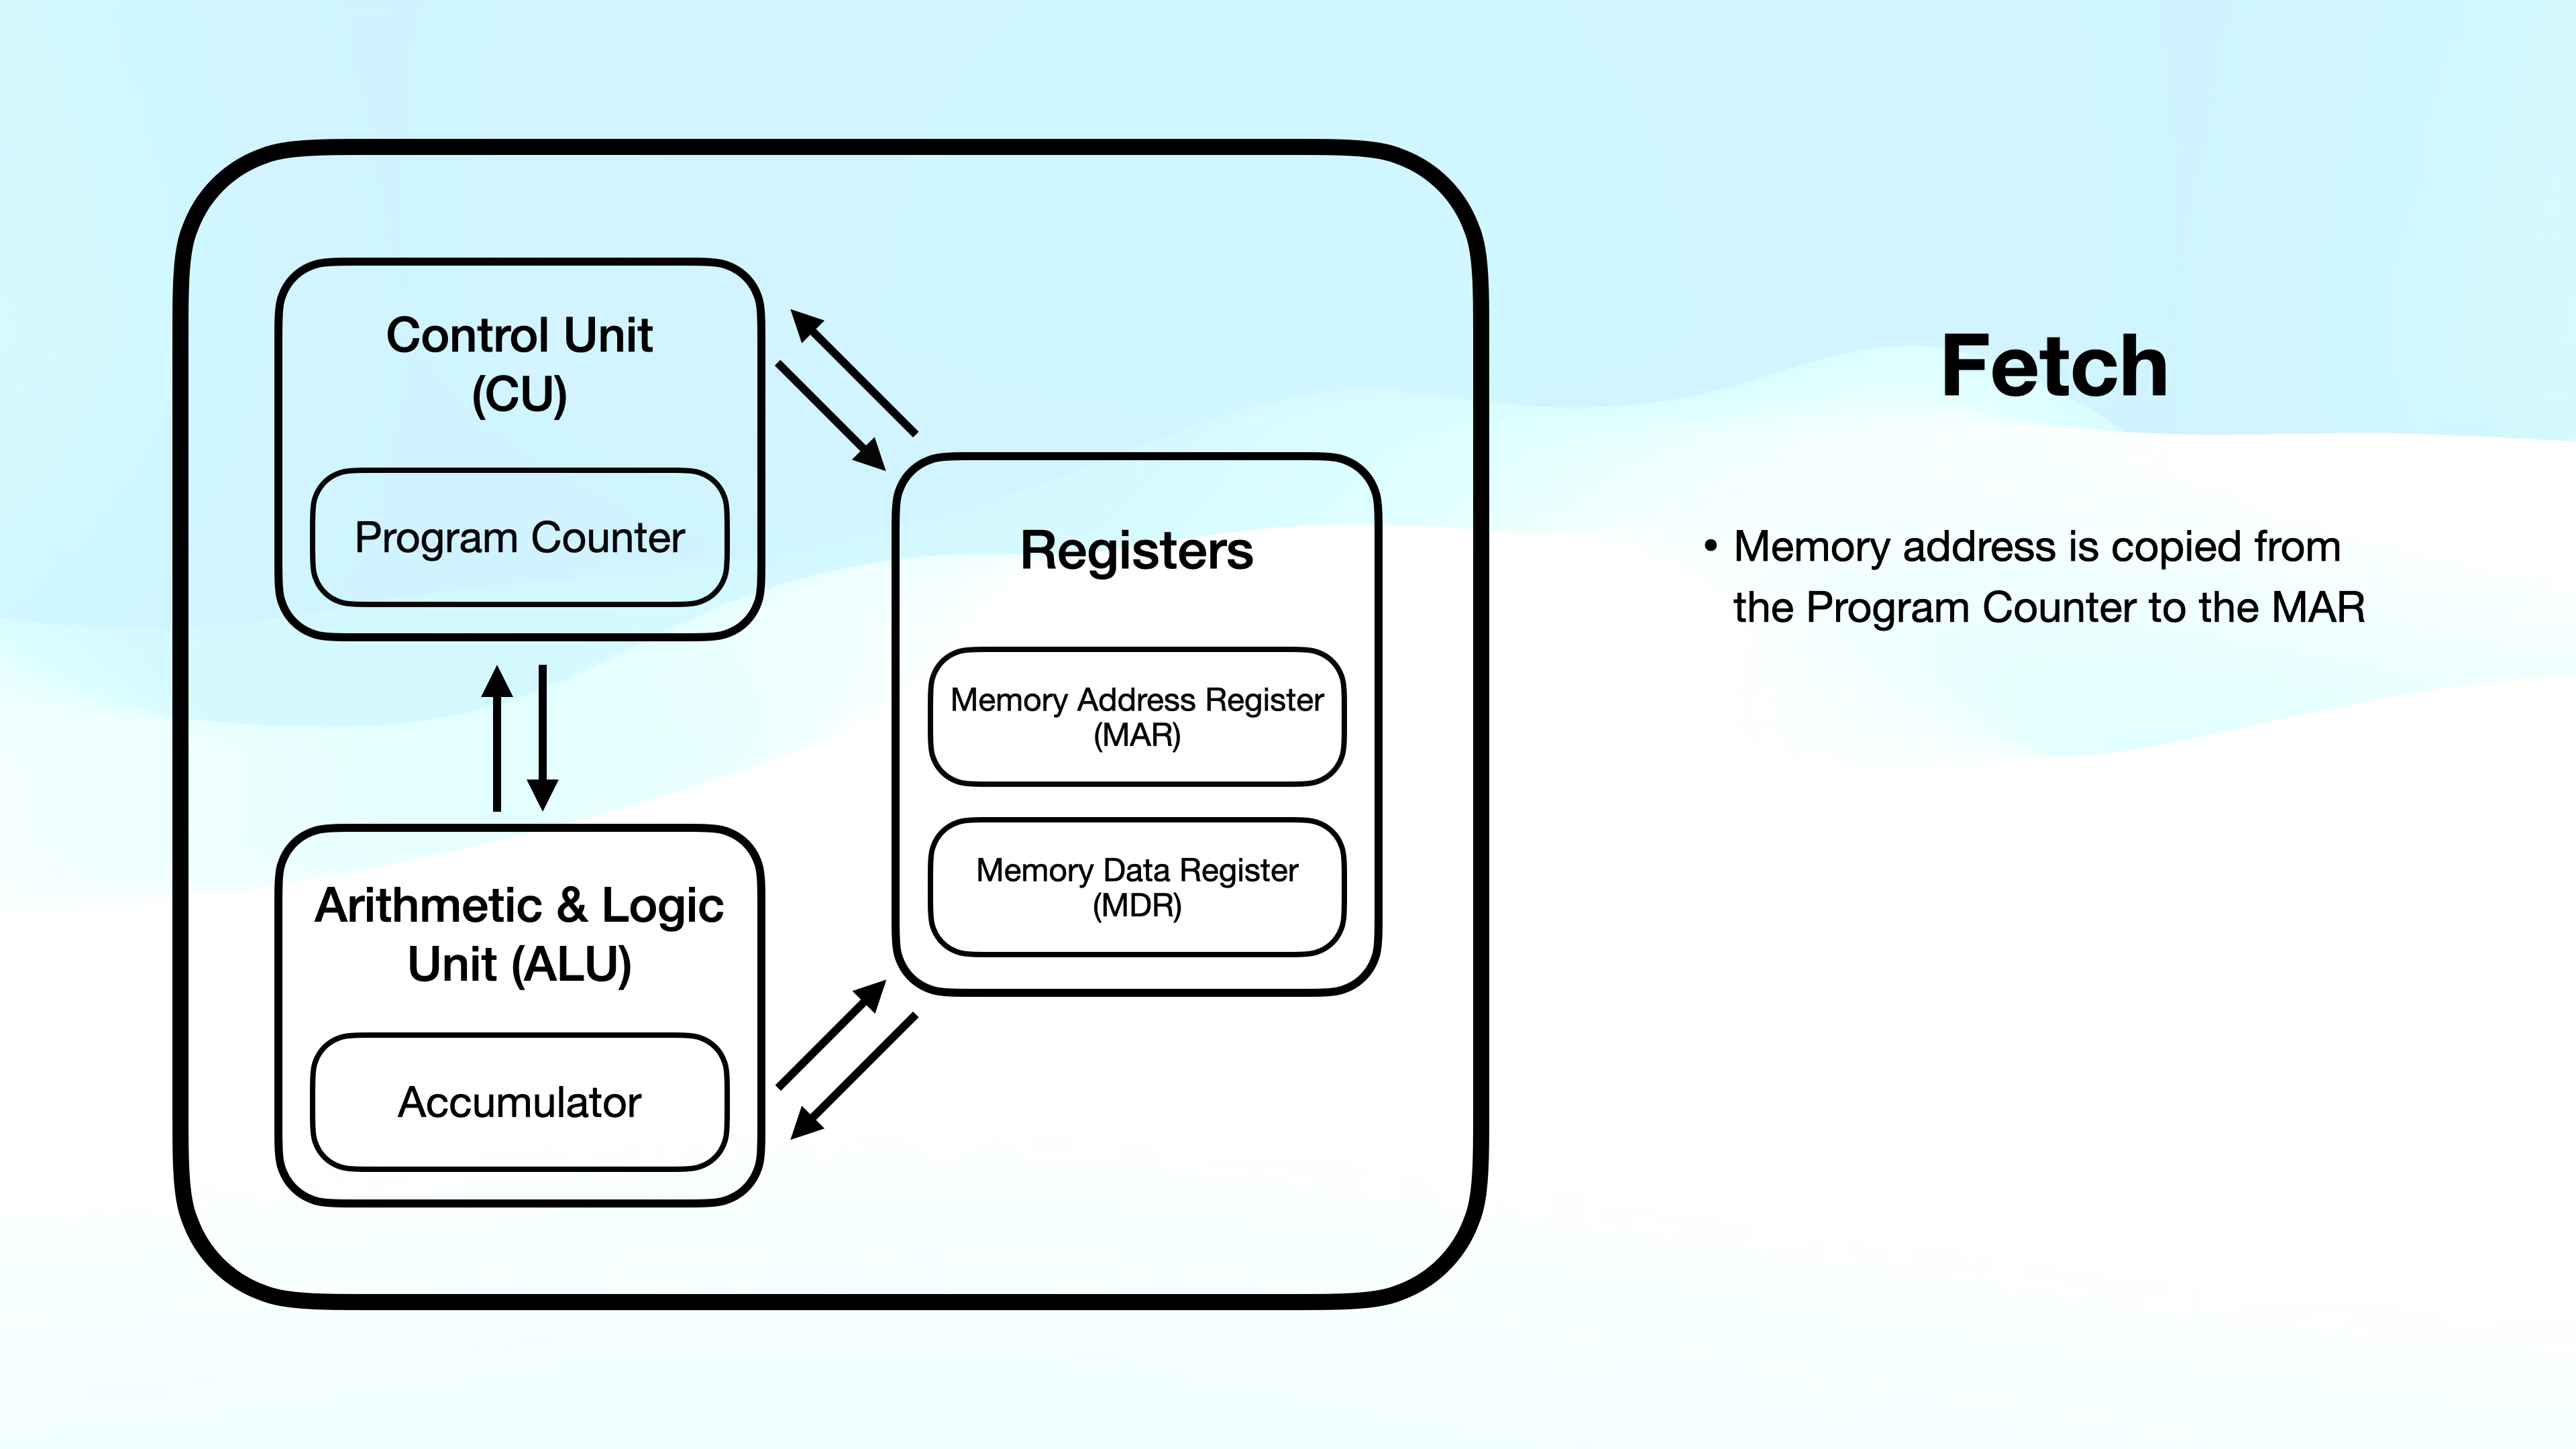 Control Unit
(CU)
Program Counter
Arithmetic & Logic
Unit (ALU)
Accumulator
Registers
Memory Address Register
(MAR)
Memory Data Register
(MDR)
Fetch
• Memory address is copied from
the Program Counter to the MAR